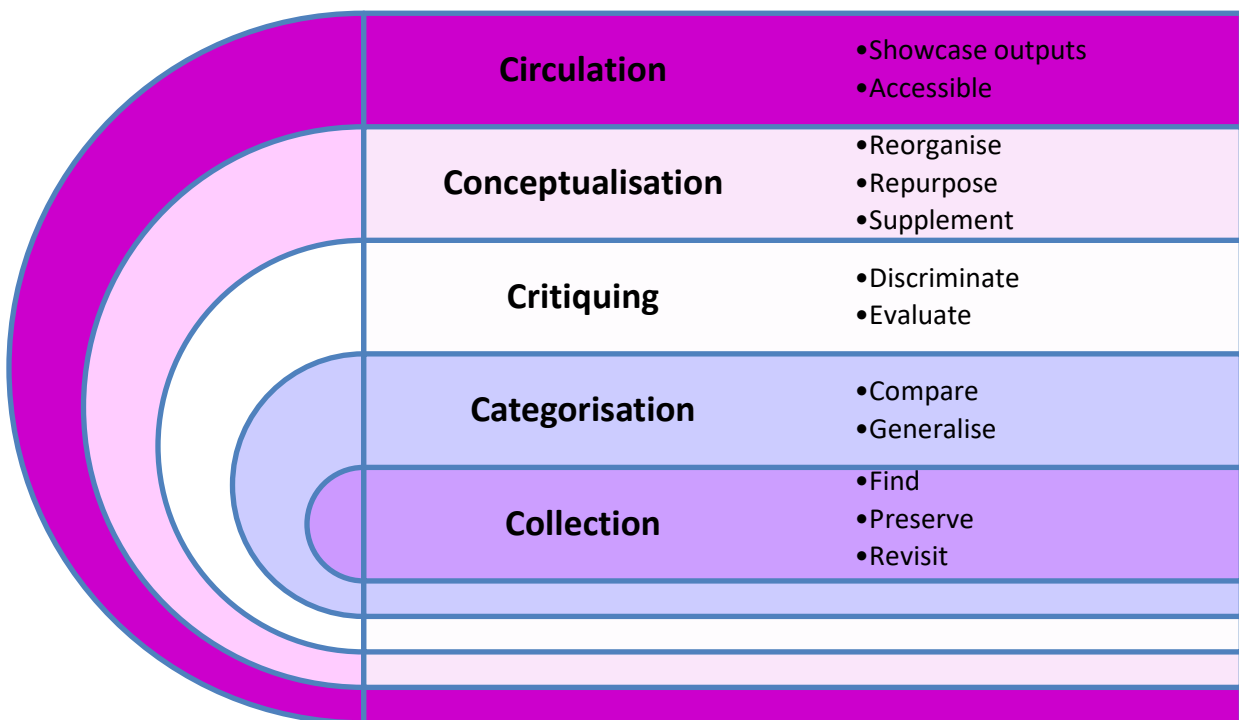 Circulation
•Showcase outputs
•Accessible
Conceptualisation
•Reorganise
•Repurpose
•Supplement
Critiquing
•Discriminate
•Evaluate
Categorisation
•Compare
•Generalise
Collection
•Find
•Preserve
•Revisit